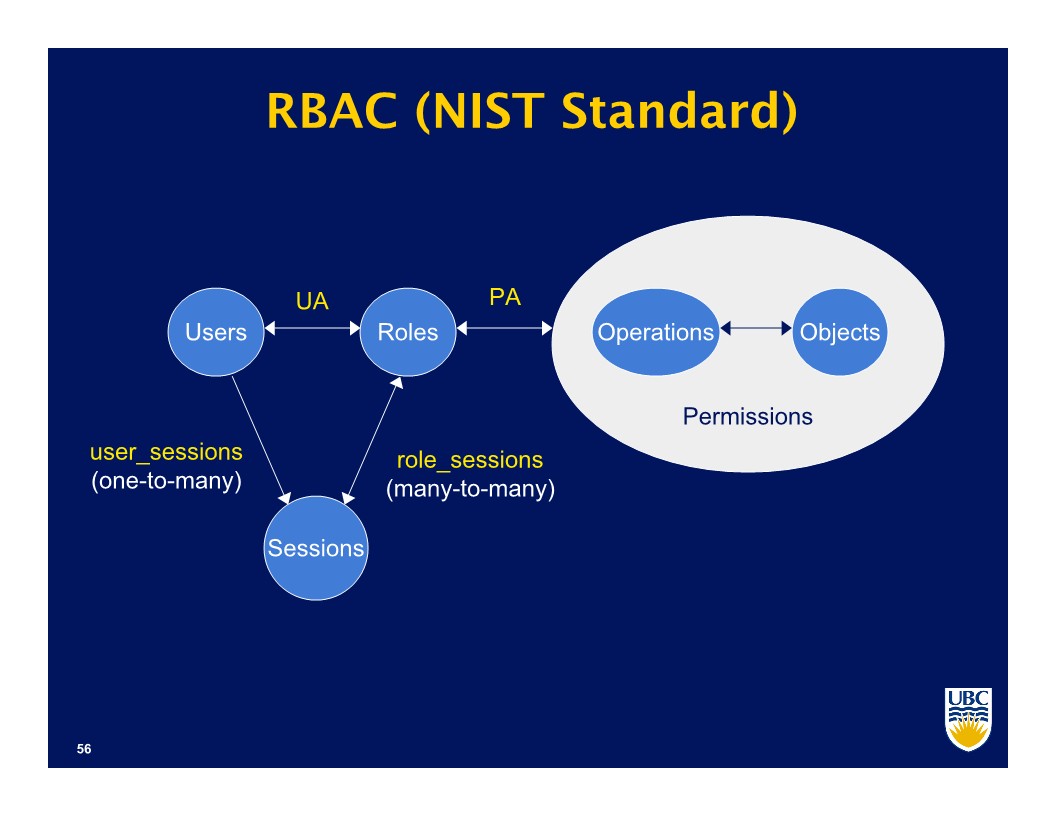 RBAC (NIST Standard)
UA
PA
Users
Roles
Operations
Objects
Permissions
user_sessions
(one-to-many)
role_sessions
(many-to-many)
Sessions
UBC
56